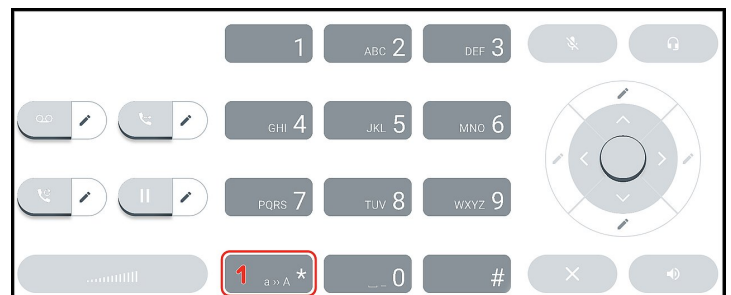 1
ABC 2
DEF 3
GHI 4
JKL 5
MNO 6
PQRS 7
TUV 8
WXYZ 9
1 a››A *
_ 0
#